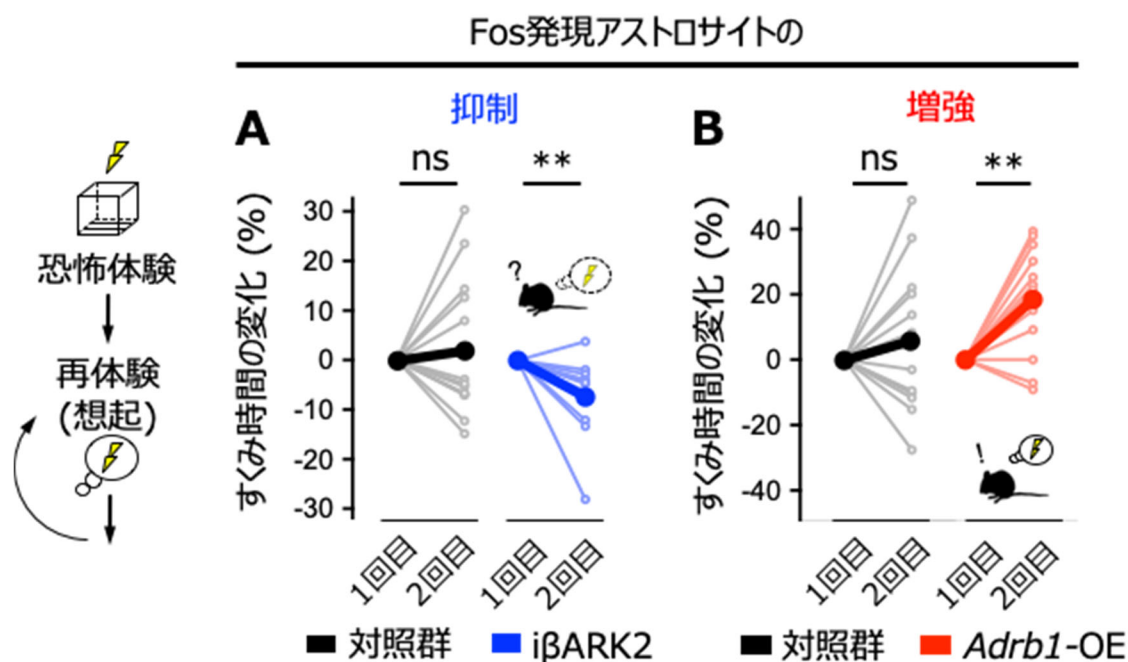 Fos発現アストロサイトの
恐怖体験
再体験
(想起)
A
抑制
ns
**
すくみ時間の変化 (%)
30
20
10
0
-10
-20
-30
?
1回目
2回目
1回目
2回目
対照群
iβARK2
B
増強
ns
**
すくみ時間の変化 (%)
40
20
0
-20
-40
!
1回目
2回目
1回目
2回目
対照群
Adrb1-OE